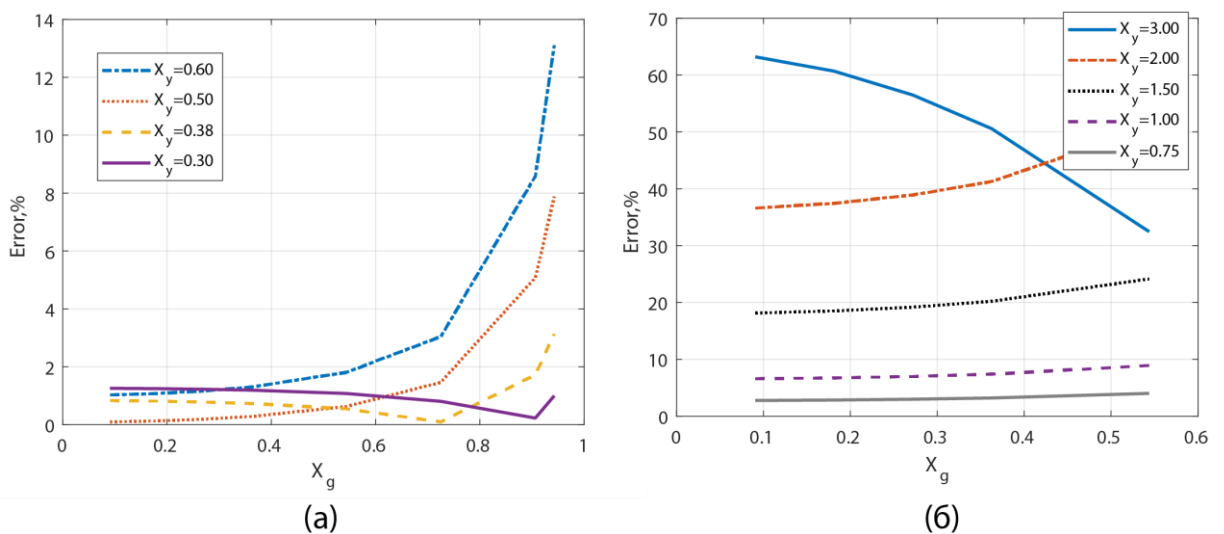 14
12
10
8
6
4
2
0
Error,%
X_y=0.60
X_y=0.50
X_y=0.38
X_y=0.30
0
0.2
0.4
0.6
0.8
1
X_g
(а)
70
60
50
40
30
20
10
0
Error,%
X_y=3.00
X_y=2.00
X_y=1.50
X_y=1.00
X_y=0.75
0
0.1
0.2
0.3
0.4
0.5
0.6
X_g
(б)